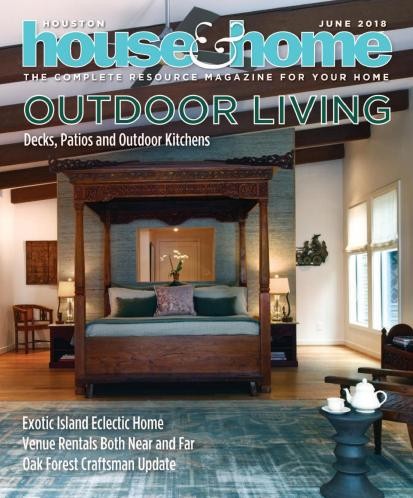 HOUSTON
JUNE 2018
house&home
THE COMPLETE RESOURCE MAGAZINE FOR YOUR HOME
OUTDOOR LIVING
Decks, Patios and Outdoor Kitchens
Exotic Island Eclectic Home
Venue Rentals Both Near and Far
Oak Forest Craftsman Update